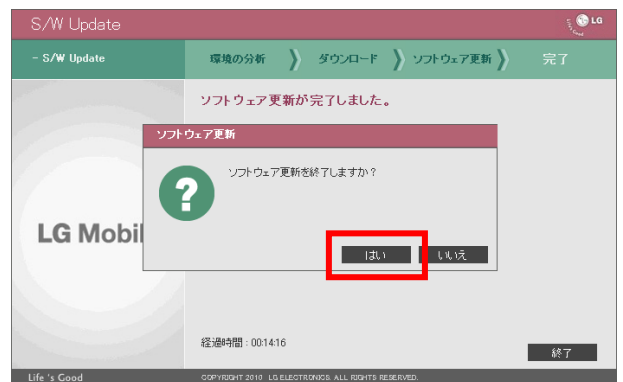 S/W Update
LG
Life's Good
- S/W Update
環境の分析 》 ダウンロード 》 ソフトウェア更新 》 完了
ソフトウェア更新が完了しました。
ソフトウェア更新
ソフトウェア更新を終了しますか?
?
LG Mobil
はい いいえ
経過時間 : 00:14:16
終了
Life 's Good
COPYRIGHT 2010 LG ELECTRONICS. ALL RIGHTS RESERVED.